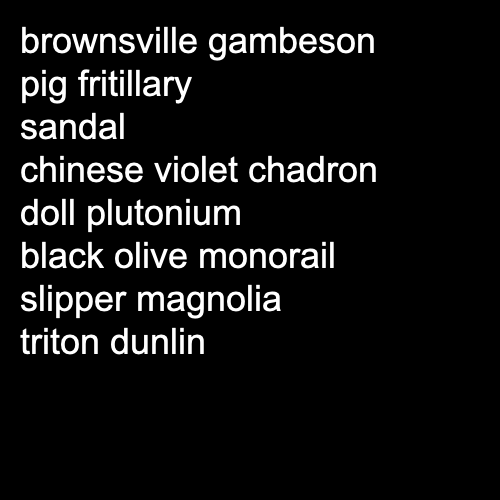 brownsville gambeson
pig fritillary
sandal
chinese violet chadron
doll plutonium
black olive monorail
slipper magnolia
triton dunlin